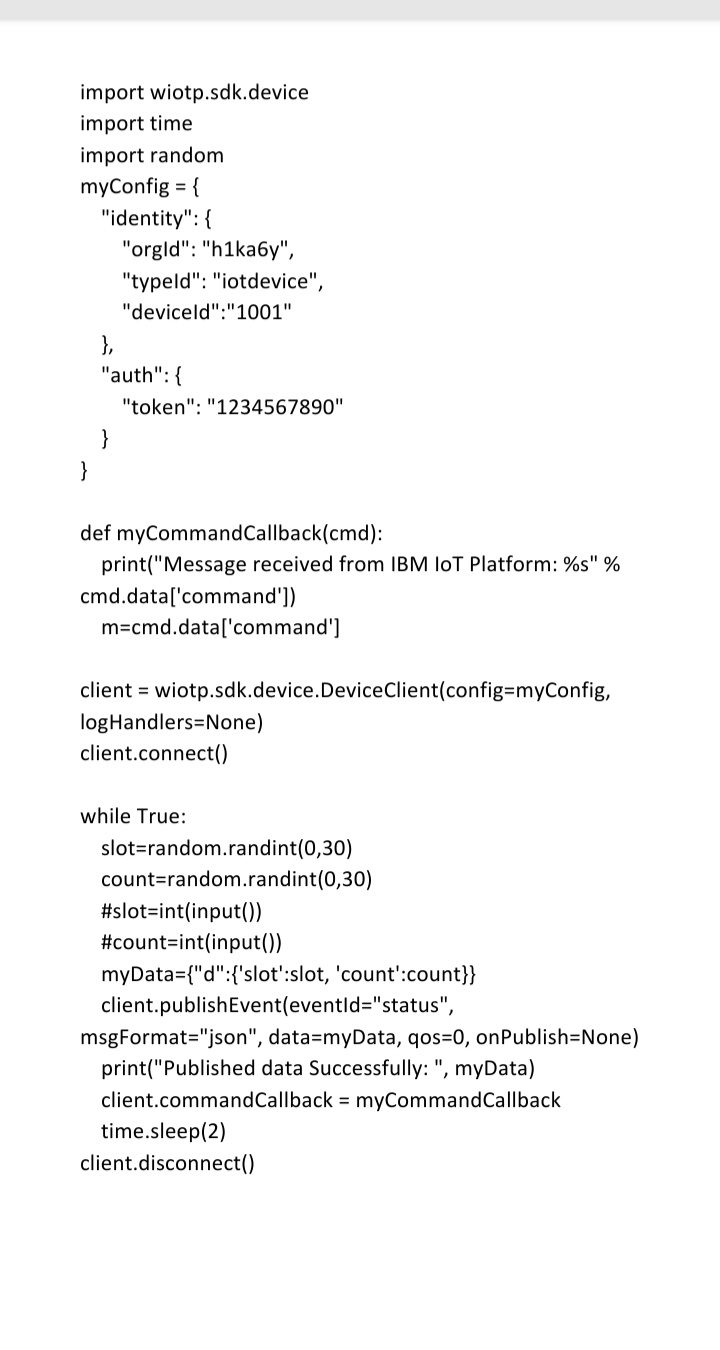 import wiotp.sdk.device
import time
import random
myConfig = {
    "identity": {
        "orgId": "h1ka6y",
        "typeId": "iotdevice",
        "deviceId":"1001"
    },
    "auth": {
        "token": "1234567890"
    }
}

def myCommandCallback(cmd):
    print("Message received from IBM IoT Platform: %s" %
cmd.data['command'])
    m=cmd.data['command']

client = wiotp.sdk.device.DeviceClient(config=myConfig,
logHandlers=None)
client.connect()

while True:
    slot=random.randint(0,30)
    count=random.randint(0,30)
    #slot=int(input())
    #count=int(input())
    myData={"d":{'slot':slot, 'count':count}}
    client.publishEvent(eventId="status",
msgFormat="json", data=myData, qos=0, onPublish=None)
    print("Published data Successfully: ", myData)
    client.commandCallback = myCommandCallback
    time.sleep(2)
client.disconnect()